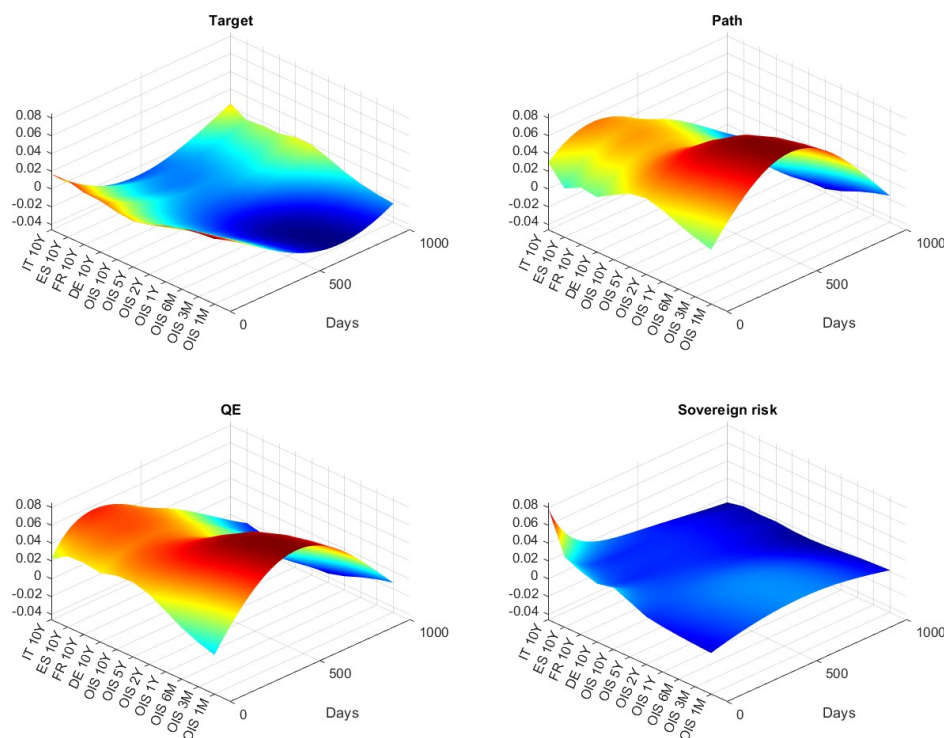 Target
0.08
0.06
0.04
0.02
0
-0.02
-0.04
IT 10Y
ES 10Y
FR 10Y
DE 10Y
OIS 10Y
OIS 5Y
OIS 2Y
OIS 1Y
OIS 6M
OIS 3M
OIS 1M
0
500
1000
Days
Path
0.08
0.06
0.04
0.02
0
-0.02
-0.04
IT 10Y
ES 10Y
FR 10Y
DE 10Y
OIS 10Y
OIS 5Y
OIS 2Y
OIS 1Y
OIS 6M
OIS 3M
OIS 1M
0
500
1000
Days
QE
0.08
0.06
0.04
0.02
0
-0.02
-0.04
IT 10Y
ES 10Y
FR 10Y
DE 10Y
OIS 10Y
OIS 5Y
OIS 2Y
OIS 1Y
OIS 6M
OIS 3M
OIS 1M
0
500
1000
Days
Sovereign risk
0.08
0.06
0.04
0.02
0
-0.02
-0.04
IT 10Y
ES 10Y
FR 10Y
DE 10Y
OIS 10Y
OIS 5Y
OIS 2Y
OIS 1Y
OIS 6M
OIS 3M
OIS 1M
0
500
1000
Days